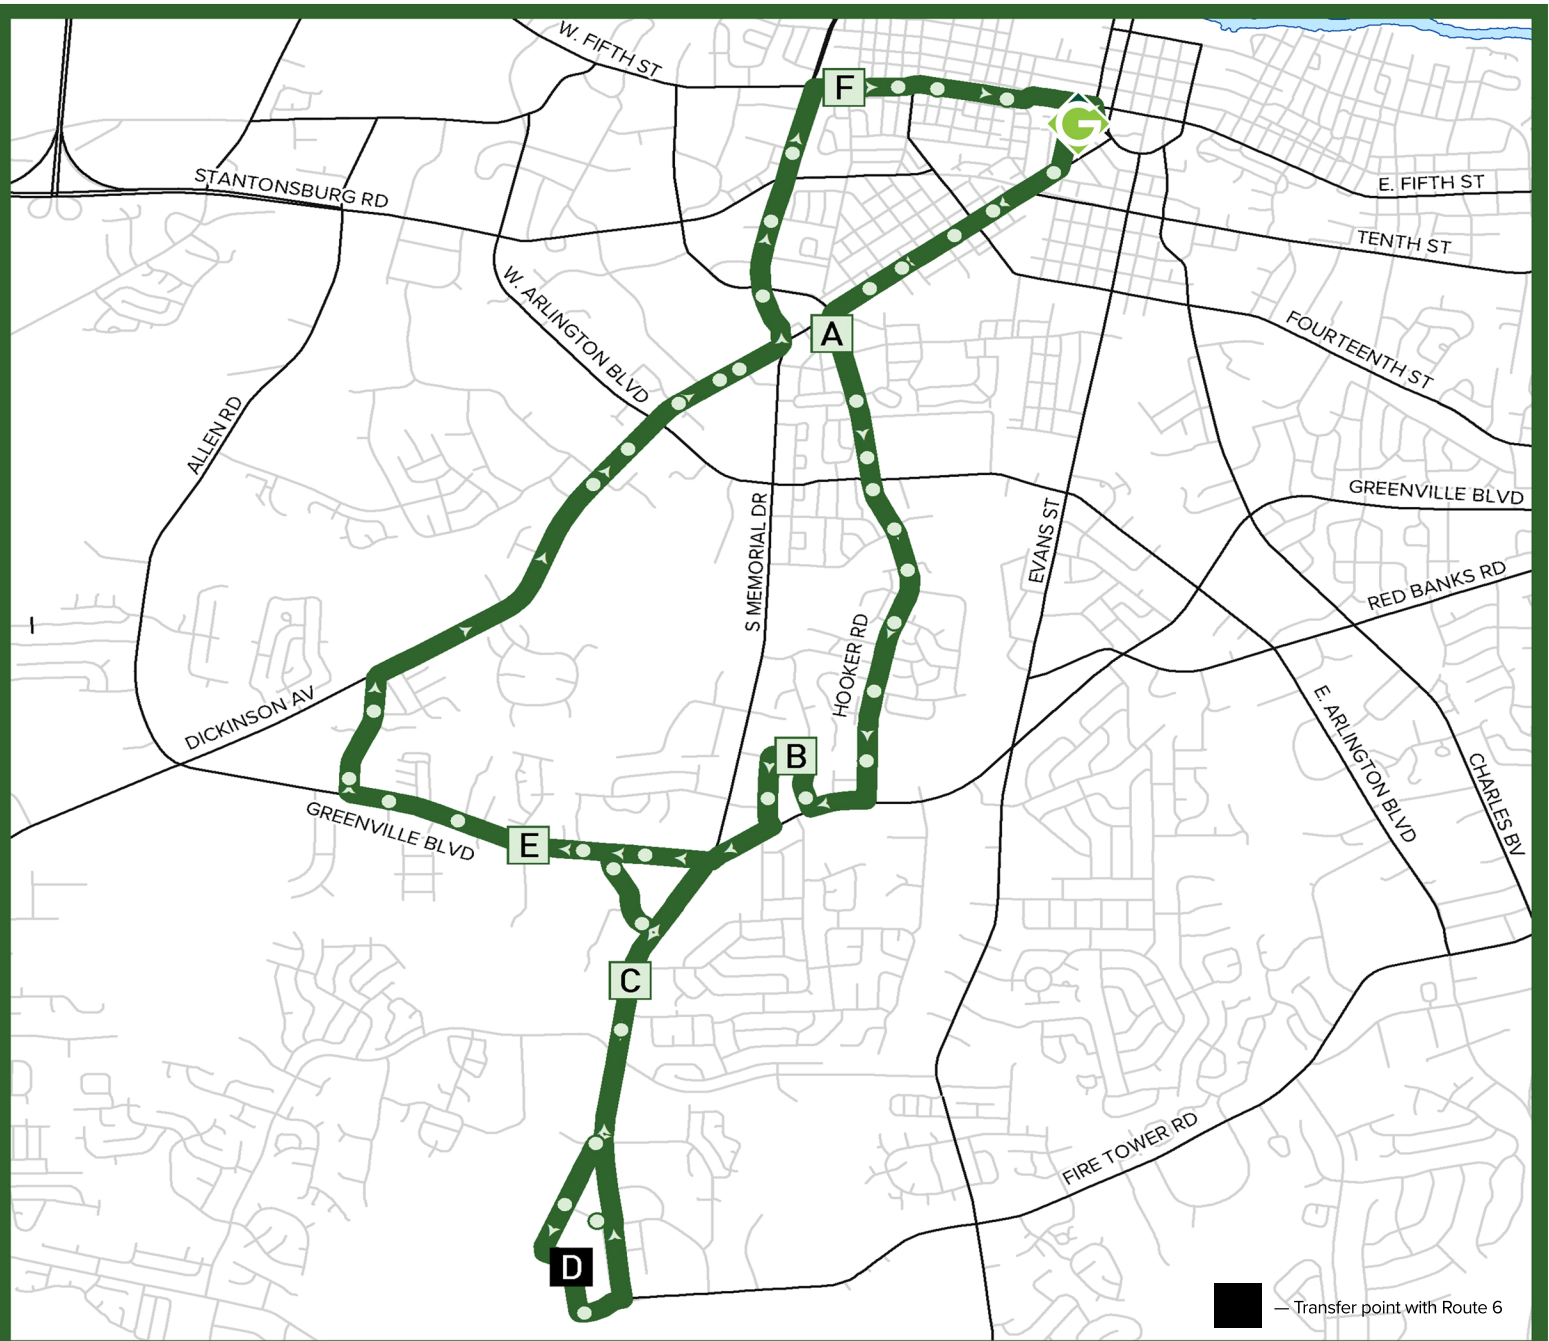 W. FIFTH ST
F
G
STANTONSBURG RD
E. FIFTH ST
TENTH ST
W. ARLINGTON BLVD
A
FOURTEENTH ST
ALLEN RD
GREENVILLE BLVD
S MEMORIAL DR
EVANS ST
RED BANKS RD
HOOKER RD
DICKINSON AV
B
E. ARLINGTON BLVD
CHARLES BV
GREENVILLE BLVD
E
C
FIRE TOWER RD
D
— Transfer point with Route 6